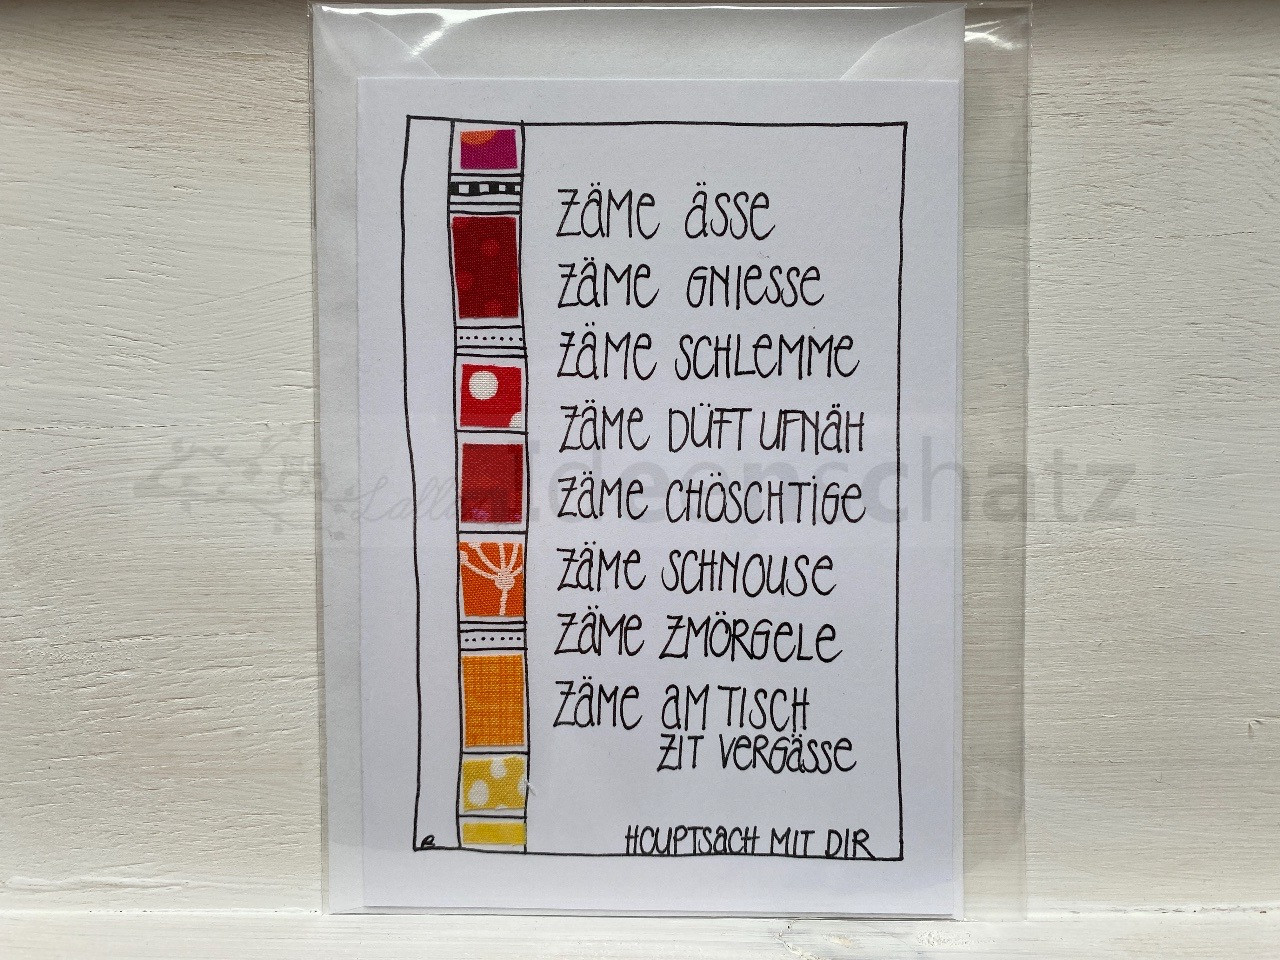 ZÄME ÄSSE
ZÄME GNIESSE
ZÄME SCHLEMME
ZÄME DÜFT UFNÄH
ZÄME CHÖSCHTIGE
ZÄME SCHNOUSE
ZÄME ZMÖRGELE
ZÄME AM TISCH
ZIT VERGÄSSE
HOUPTSACH MIT DIR
ideenschatz